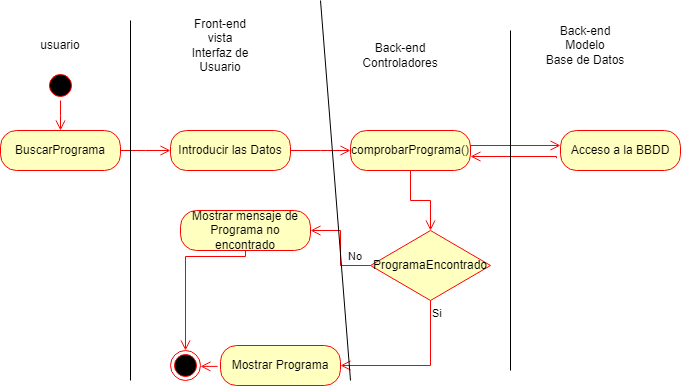 usuario
Front-end
vista
Interfaz de
Usuario
Back-end
Controladores
Back-end
Modelo
Base de Datos
BuscarPrograma
Introducir las Datos
comprobarPrograma()
Acceso a la BBDD
Mostrar mensaje de
Programa no
encontrado
No
ProgramaEncontrado
Si
Mostrar Programa